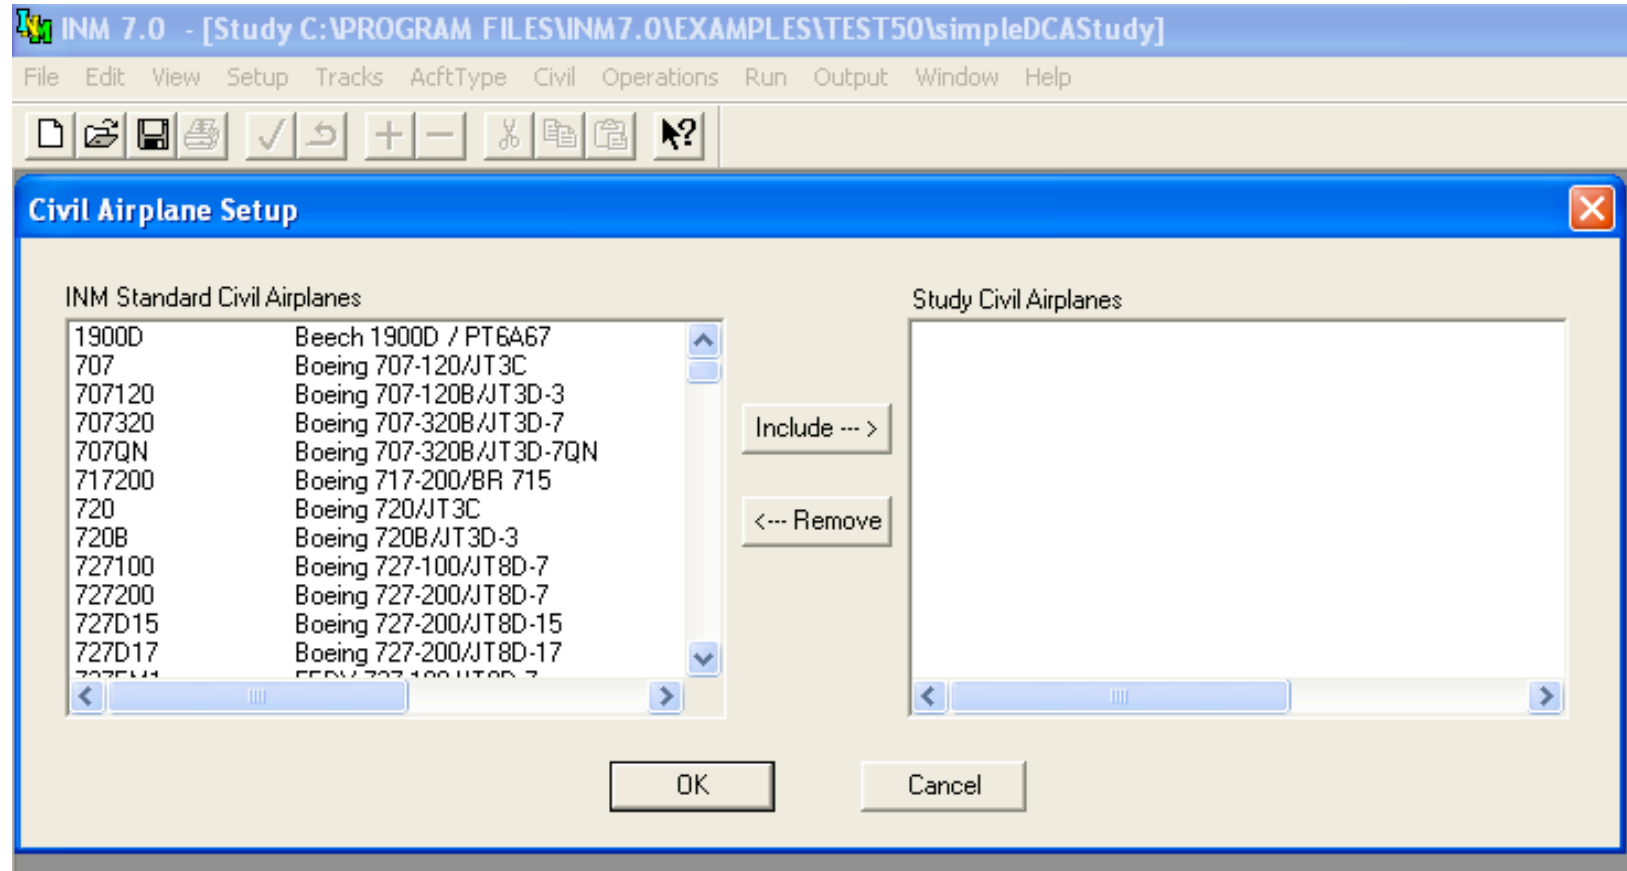 INM 7.0 - [Study C:\PROGRAM FILES\INM7.0\EXAMPLES\TEST50\simpleDCAStudy]
File Edit View Setup Tracks AcftType Civil Operations Run Output Window Help
Civil Airplane Setup
INM Standard Civil Airplanes
Study Civil Airplanes
1900D Beech 1900D / PT6A67
707 Boeing 707-120/JT3C
707120 Boeing 707-120B/JT3D-3
707320 Boeing 707-320B/JT3D-7
707QN Boeing 707-320B/JT3D-7QN
717200 Boeing 717-200/BR 715
720 Boeing 720/JT3C
720B Boeing 720B/JT3D-3
727100 Boeing 727-100/JT8D-7
727200 Boeing 727-200/JT8D-7
727D15 Boeing 727-200/JT8D-15
727D17 Boeing 727-200/JT8D-17
Include --- >
<--- Remove
OK
Cancel